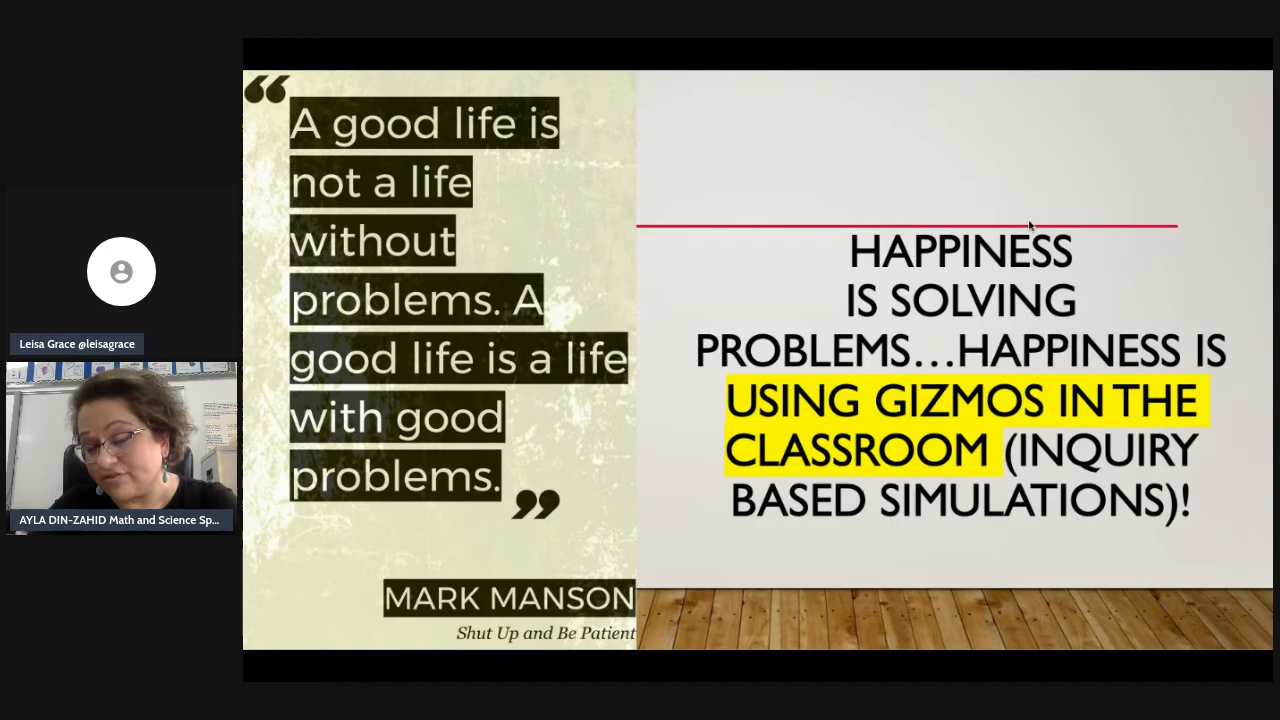 “
A good life is
not a life
without
problems. A
good life is a life
with good
problems.
”
MARK MANSON
Shut Up and Be Patient
HAPPINESS
IS SOLVING
PROBLEMS...HAPPINESS IS
USING GIZMOS IN THE
CLASSROOM (INQUIRY
BASED SIMULATIONS)!
Leisa Grace @leisagrace
AYLA DIN-ZAHID Math and Science Sp...